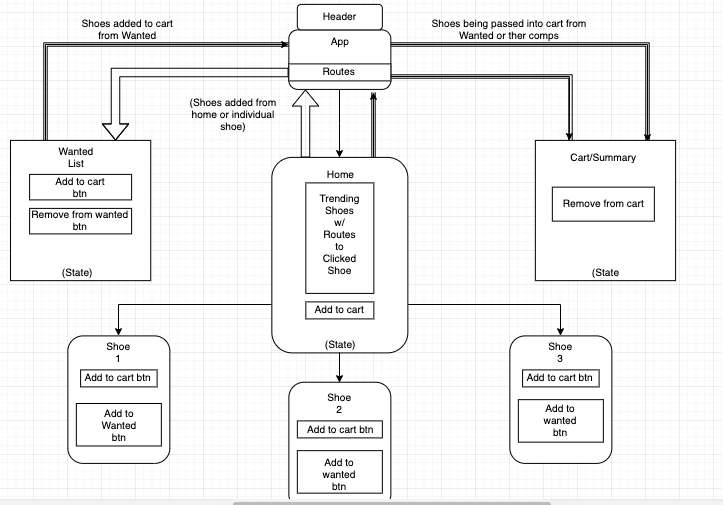 Header
Shoes added to cart
from Wanted
Shoes being passed into cart from
Wanted or ther comps
App
Routes
(Shoes added from
home or individual
shoe)
Wanted
List
Add to cart
btn
Remove from wanted
btn
(State)
Home
Trending
Shoes
w/
Routes
to
Clicked
Shoe
Add to cart
(State)
Cart/Summary
Remove from cart
(State
Shoe
1
Add to cart btn
Add to
Wanted
btn
Shoe
2
Add to cart btn
Add to
wanted
btn
Shoe
3
Add to cart btn
Add to
wanted
btn